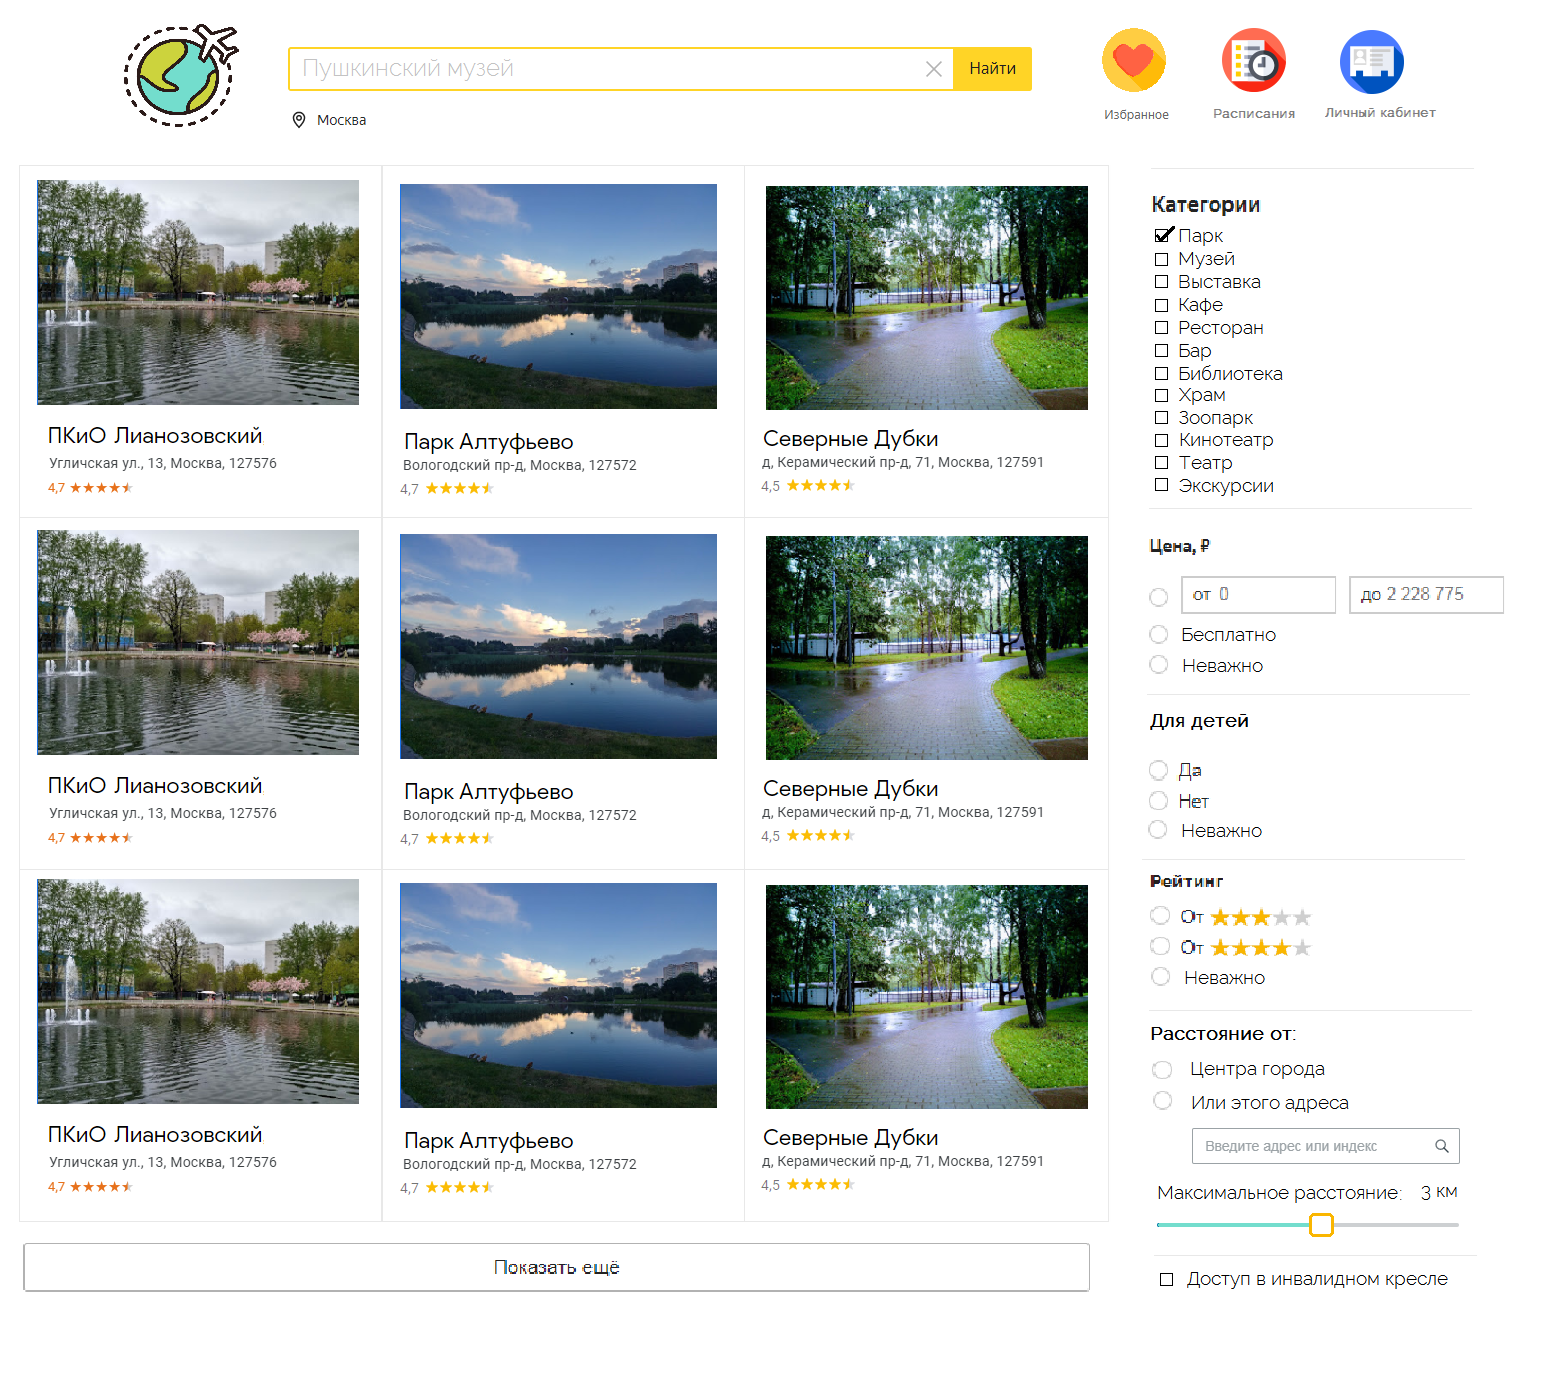 Пушкинский музей
Найти
Москва
Избранное
Расписания
Личный кабинет
ПКиО Лианозовский
Угличская ул., 13, Москва, 127576
4,7
Парк Алтуфьево
Вологодский пр-д, Москва, 127572
4,7
Северные Дубки
д, Керамический пр-д, 71, Москва, 127591
4,5
ПКиО Лианозовский
Угличская ул., 13, Москва, 127576
4,7
Парк Алтуфьево
Вологодский пр-д, Москва, 127572
4,7
Северные Дубки
д, Керамический пр-д, 71, Москва, 127591
4,5
ПКиО Лианозовский
Угличская ул., 13, Москва, 127576
4,7
Парк Алтуфьево
Вологодский пр-д, Москва, 127572
4,7
Северные Дубки
д, Керамический пр-д, 71, Москва, 127591
4,5
Показать ещё
Категории
Парк
Музей
Выставка
Кафе
Ресторан
Бар
Библиотека
Храм
Зоопарк
Кинотеатр
Театр
Экскурсии
Цена, ₽
от 0
до 2 228 775
Бесплатно
Неважно
Для детей
Да
Нет
Неважно
Рейтинг
От
От
Неважно
Расстояние от:
Центра города
Или этого адреса
Введите адрес или индекс
Максимальное расстояние: 3 км
Доступ в инвалидном кресле